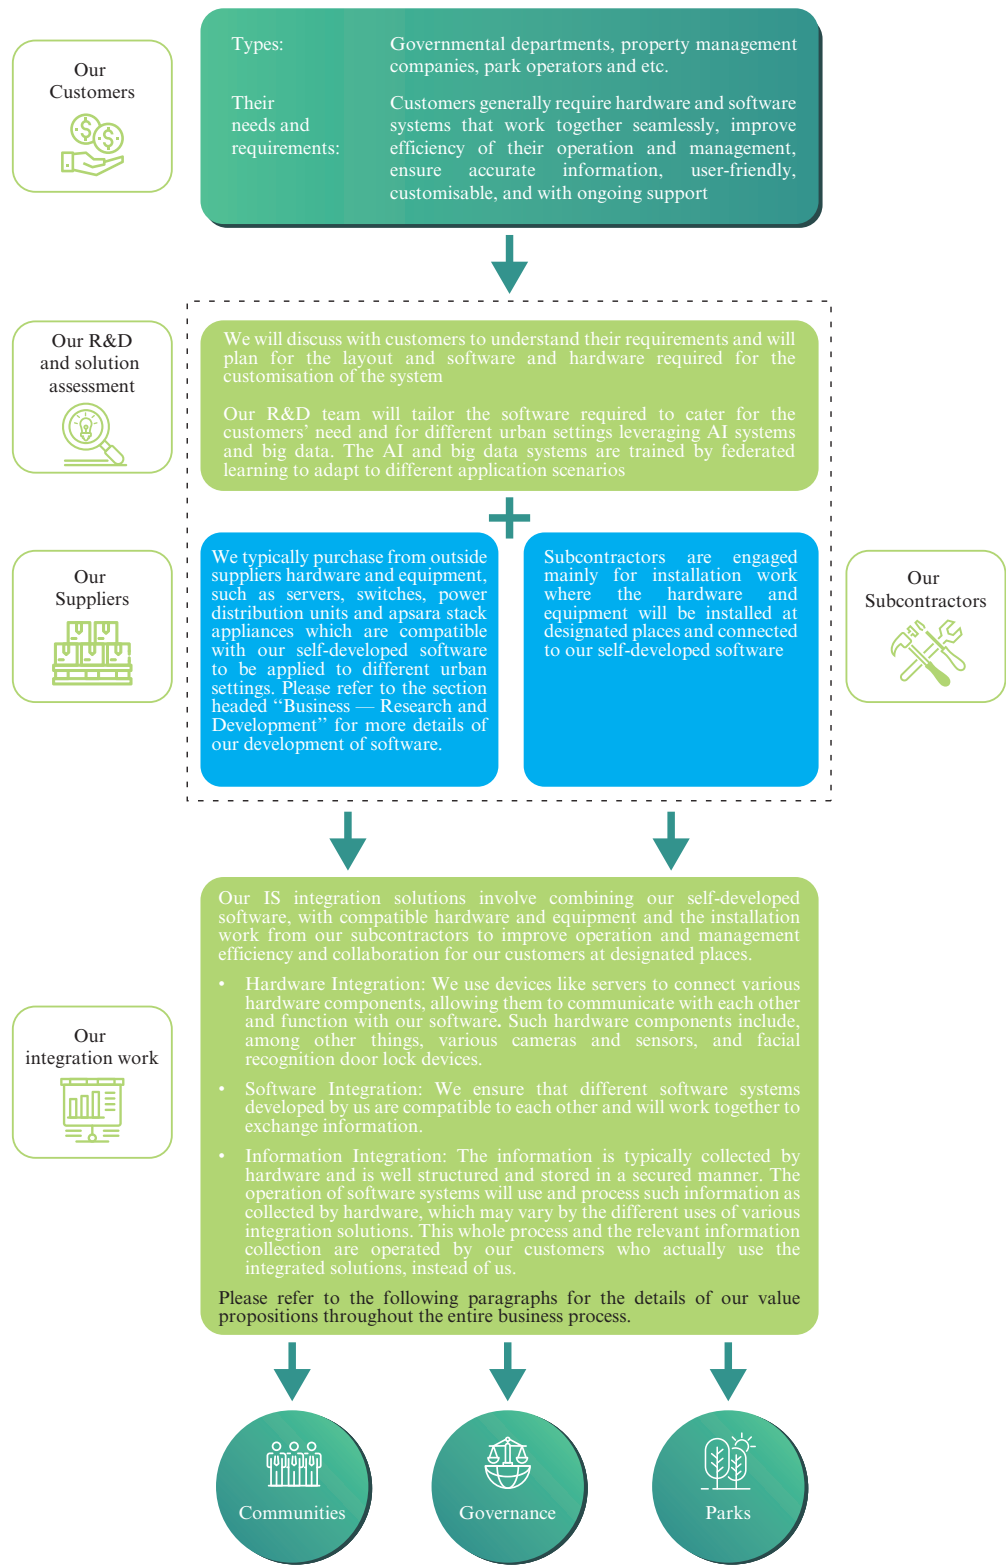 Our
Customers
Types:
Governmental departments, property management
companies, park operators and etc.
Their
needs and
requirements:
Customers generally require hardware and software
systems that work together seamlessly, improve
efficiency of their operation and management,
ensure accurate information, user-friendly,
customisable, and with ongoing support
Our R&D
and solution
assessment
We will discuss with customers to understand their requirements and will
plan for the layout and software and hardware required for the
customisation of the system
Our R&D team will tailor the software required to cater for the
customers’ need and for different urban settings leveraging AI systems
and big data. The AI and big data systems are trained by federated
learning to adapt to different application scenarios
Our
Suppliers
We typically purchase from outside
suppliers hardware and equipment,
such as servers, switches, power
distribution units and apsara stack
appliances which are compatible
with our self-developed software
to be applied to different urban
settings. Please refer to the section
headed “Business — Research and
Development” for more details of
our development of software.
Subcontractors are engaged
mainly for installation work
where the hardware and
equipment will be installed at
designated places and connected
to our self-developed software
Our
Subcontractors
Our
integration work
Our IS integration solutions involve combining our self-developed
software, with compatible hardware and equipment and the installation
work from our subcontractors to improve operation and management
efficiency and collaboration for our customers at designated places.
• Hardware Integration: We use devices like servers to connect various
hardware components, allowing them to communicate with each other
and function with our software. Such hardware components include,
among other things, various cameras and sensors, and facial
recognition door lock devices.
• Software Integration: We ensure that different software systems
developed by us are compatible to each other and will work together to
exchange information.
• Information Integration: The information is typically collected by
hardware and is well structured and stored in a secured manner. The
operation of software systems will use and process such information as
collected by hardware, which may vary by the different uses of various
integration solutions. This whole process and the relevant information
collection are operated by our customers who actually use the
integrated solutions, instead of us.
Please refer to the following paragraphs for the details of our value
propositions throughout the entire business process.
Communities
Governance
Parks